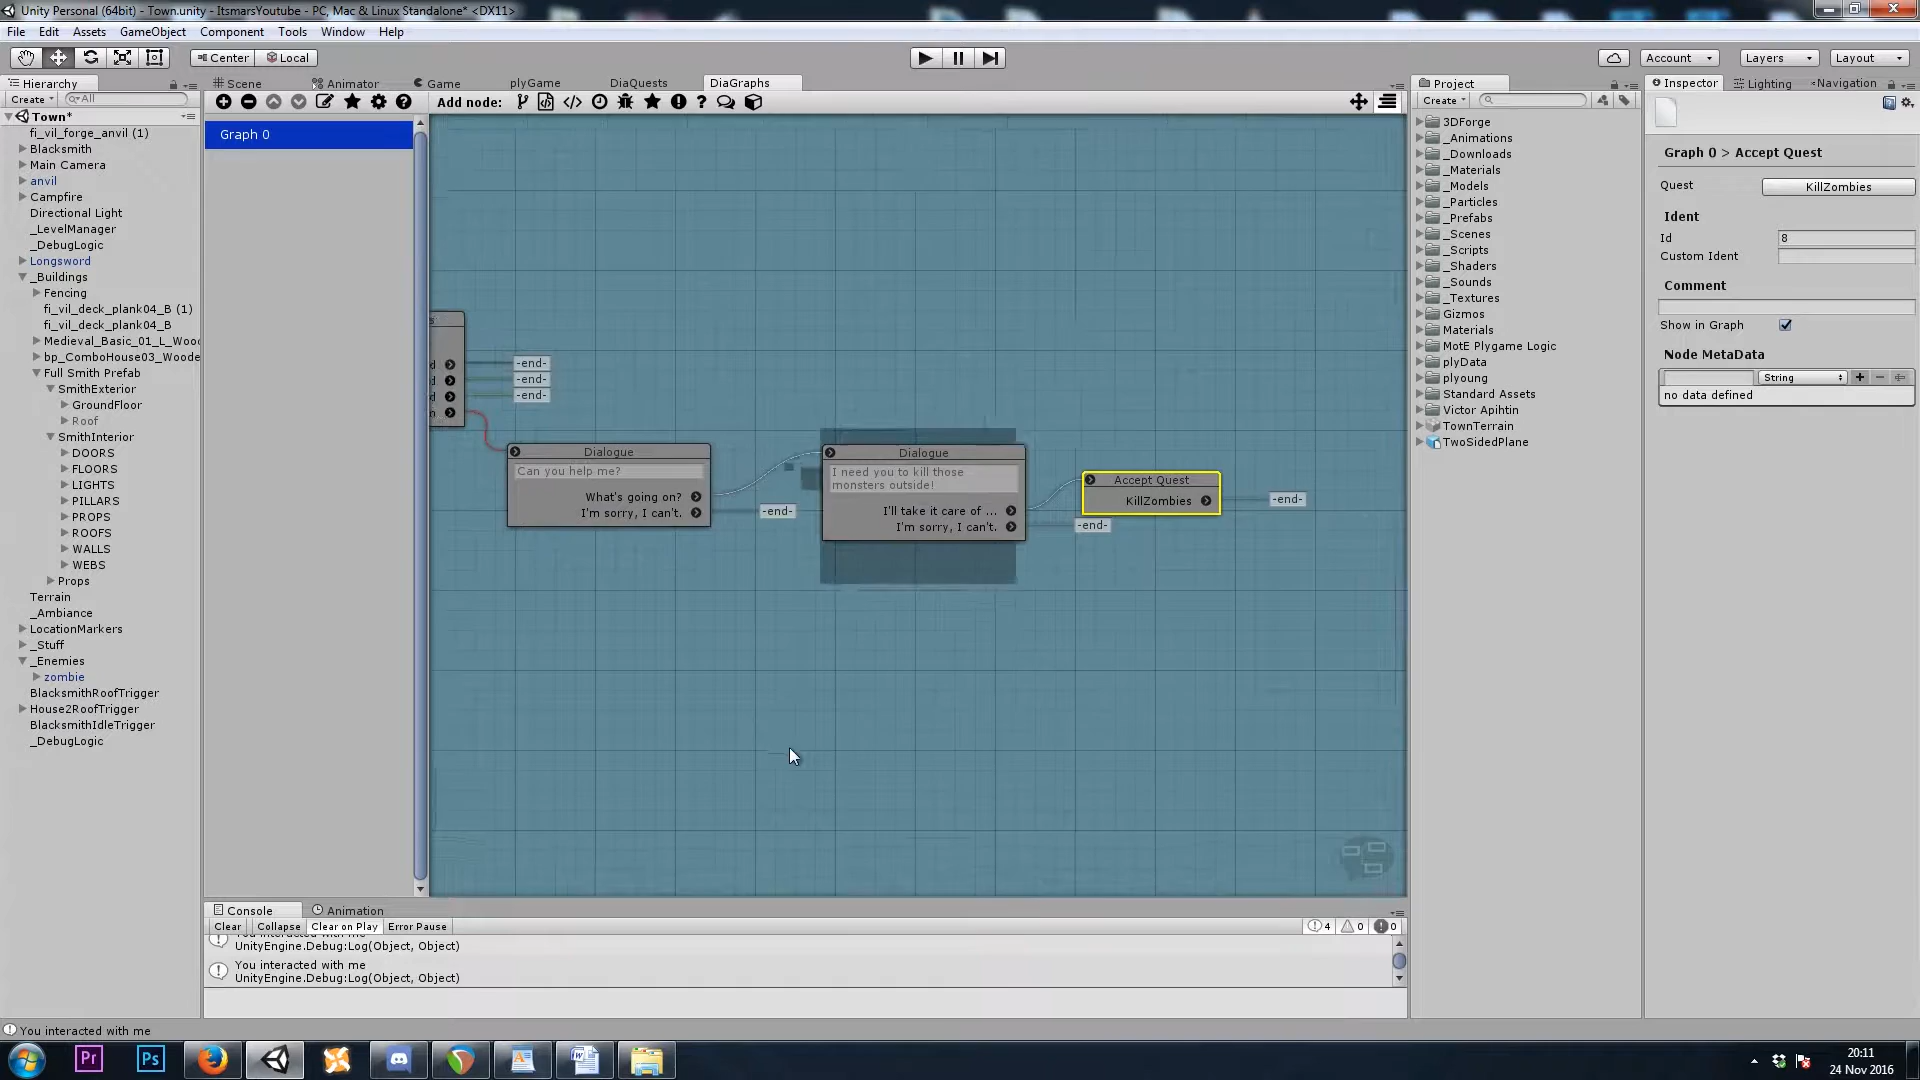 Unity Personal (64bit) - Town.unity - ItsmarsYoutube - PC, Mac & Linux Standalone* <DX11>
File Edit Assets GameObject Component Tools Window Help
Center Local Account Layers Layout
Hierarchy Scene Animator Game plyGame DiaQuests DiaGraphs Project Inspector Lighting Navigation
Create All Add node: Create
Town*
fi_vil_forge_anvil (1)
Blacksmith
Main Camera
anvil
Campfire
Directional Light
_LevelManager
_DebugLogic
Longsword
_Buildings
Fencing
fi_vil_deck_plank04_B (1)
fi_vil_deck_plank04_B
Medieval_Basic_01_L_Woo
bp_ComboHouse03_Woode
Full Smith Prefab
SmithExterior
GroundFloor
Roof
SmithInterior
DOORS
FLOORS
LIGHTS
PILLARS
PROPS
ROOFS
WALLS
WEBS
Props
Terrain
_Ambiance
LocationMarkers
_Stuff
_Enemies
zombie
BlacksmithRoofTrigger
House2RoofTrigger
BlacksmithIdleTrigger
_DebugLogic
Graph 0
s
d -end-
d -end-
d -end-
n
Dialogue
Can you help me?
What's going on?
I'm sorry, I can't. -end-
Dialogue
I need you to kill those
monsters outside!
I'll take it care of ...
I'm sorry, I can't. -end-
Accept Quest
KillZombies -end-
3DForge
_Animations
_Downloads
_Materials
_Models
_Particles
_Prefabs
_Scenes
_Scripts
_Shaders
_Sounds
_Textures
Gizmos
Materials
MotE Plygame Logic
plyData
plyoung
Standard Assets
Victor Apihtin
TownTerrain
TwoSidedPlane
Graph 0 > Accept Quest
Quest KillZombies
Ident
Id 8
Custom Ident
Comment
Show in Graph
Node MetaData
String
no data defined
Console Animation
Clear Collapse Clear on Play Error Pause 4 0 0
You interacted with me
UnityEngine.Debug:Log(Object, Object)
You interacted with me
UnityEngine.Debug:Log(Object, Object)
You interacted with me
Pr Ps W
20:11
24 Nov 2016